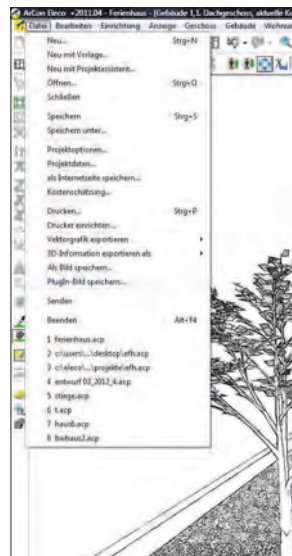 ArCon Eleco +2011.04 - Ferienhaus - [Gebäude 1,1. Dachgeschoss, aktuelle
Datei Bearbeiten Einrichtung Anzeige Geschoss Gebäude
Neu... Strg+N
Neu mit Vorlage...
Neu mit Projektassistent...
Öffnen... Strg+O
Schließen
Speichern Strg+S
Speichern unter...
Projektoptionen...
Projektdaten...
als Internetseite speichern...
Kostenschätzung...
Drucken... Strg+P
Drucker einrichten...
Vektorgrafik exportieren
3D-Information exportieren als
Als Bild speichern...
PlugIn-Bild speichern...
Senden
Beenden Alt+F4
1 ferienhaus.acp
2 c:\users\...\desktop\efh.acp
3 c:\eleco\...\projekte\efh.acp
4 entwurf 03_2012_4.acp
5 stiege.acp
6 t.acp
7 haus6.acp